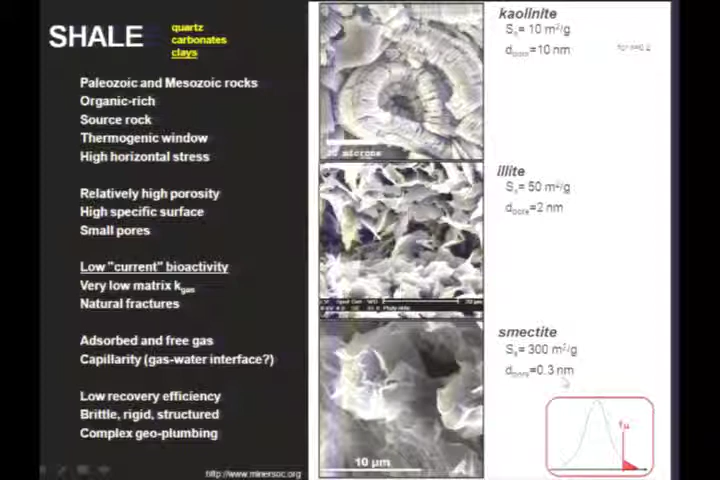 SHALE
quartz
carbonates
clays
Paleozoic and Mesozoic rocks
Organic-rich
Source rock
Thermogenic window
High horizontal stress
Relatively high porosity
High specific surface
Small pores
Low "current" bioactivity
Very low matrix kgas
Natural fractures
Adsorbed and free gas
Capillarity (gas-water interface?)
Low recovery efficiency
Brittle, rigid, structured
Complex geo-plumbing
http://www.minersoc.org
microns
10 µm
kaolinite
Ss= 10 m²/g
dpore=10 nm
illite
Ss= 50 m²/g
dpore=2 nm
smectite
Ss= 300 m²/g
dpore=0.3 nm